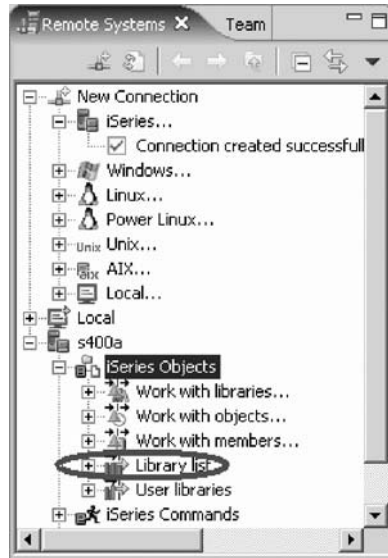 Remote Systems
Team
New Connection
iSeries...
Connection created successfull
Windows...
Linux...
Power Linux...
Unix Unix...
aix AIX...
Local...
Local
s400a
iSeries Objects
Work with libraries...
Work with objects...
Work with members...
Library list
User libraries
iSeries Commands